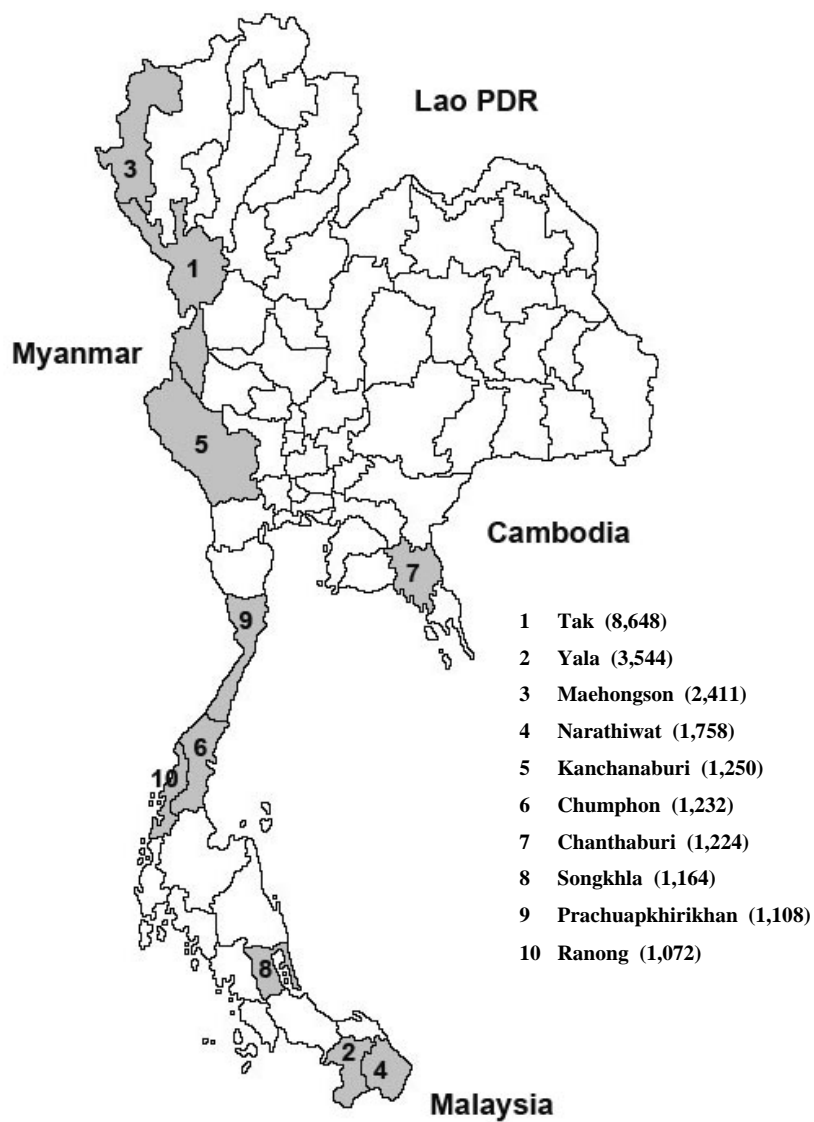 Lao PDR
3
1
Myanmar
5
Cambodia
7
9
6
10
8
2
4
Malaysia
1 Tak (8,648)
2 Yala (3,544)
3 Maehongson (2,411)
4 Narathiwat (1,758)
5 Kanchanaburi (1,250)
6 Chumphon (1,232)
7 Chanthaburi (1,224)
8 Songkhla (1,164)
9 Prachuapkhirikhan (1,108)
10 Ranong (1,072)